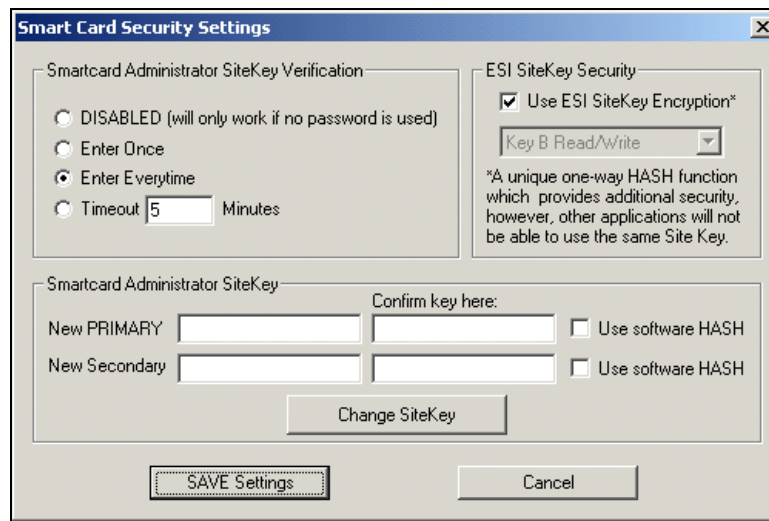 Smart Card Security Settings
Smartcard Administrator SiteKey Verification
DISABLED (will only work if no password is used)
Enter Once
Enter Everytime
Timeout 5 Minutes
ESI SiteKey Security
Use ESI SiteKey Encryption*
Key B Read/Write
*A unique one-way HASH function
which provides additional security,
however, other applications will not
be able to use the same Site Key.
Smartcard Administrator SiteKey
Confirm key here:
New PRIMARY Use software HASH
New Secondary Use software HASH
Change SiteKey
SAVE Settings Cancel